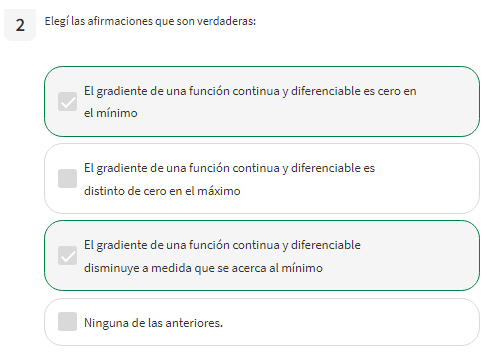 2
Elegí las afirmaciones que son verdaderas:
El gradiente de una función continua y diferenciable es cero en
el mínimo
El gradiente de una función continua y diferenciable es
distinto de cero en el máximo
El gradiente de una función continua y diferenciable
disminuye a medida que se acerca al mínimo
Ninguna de las anteriores.